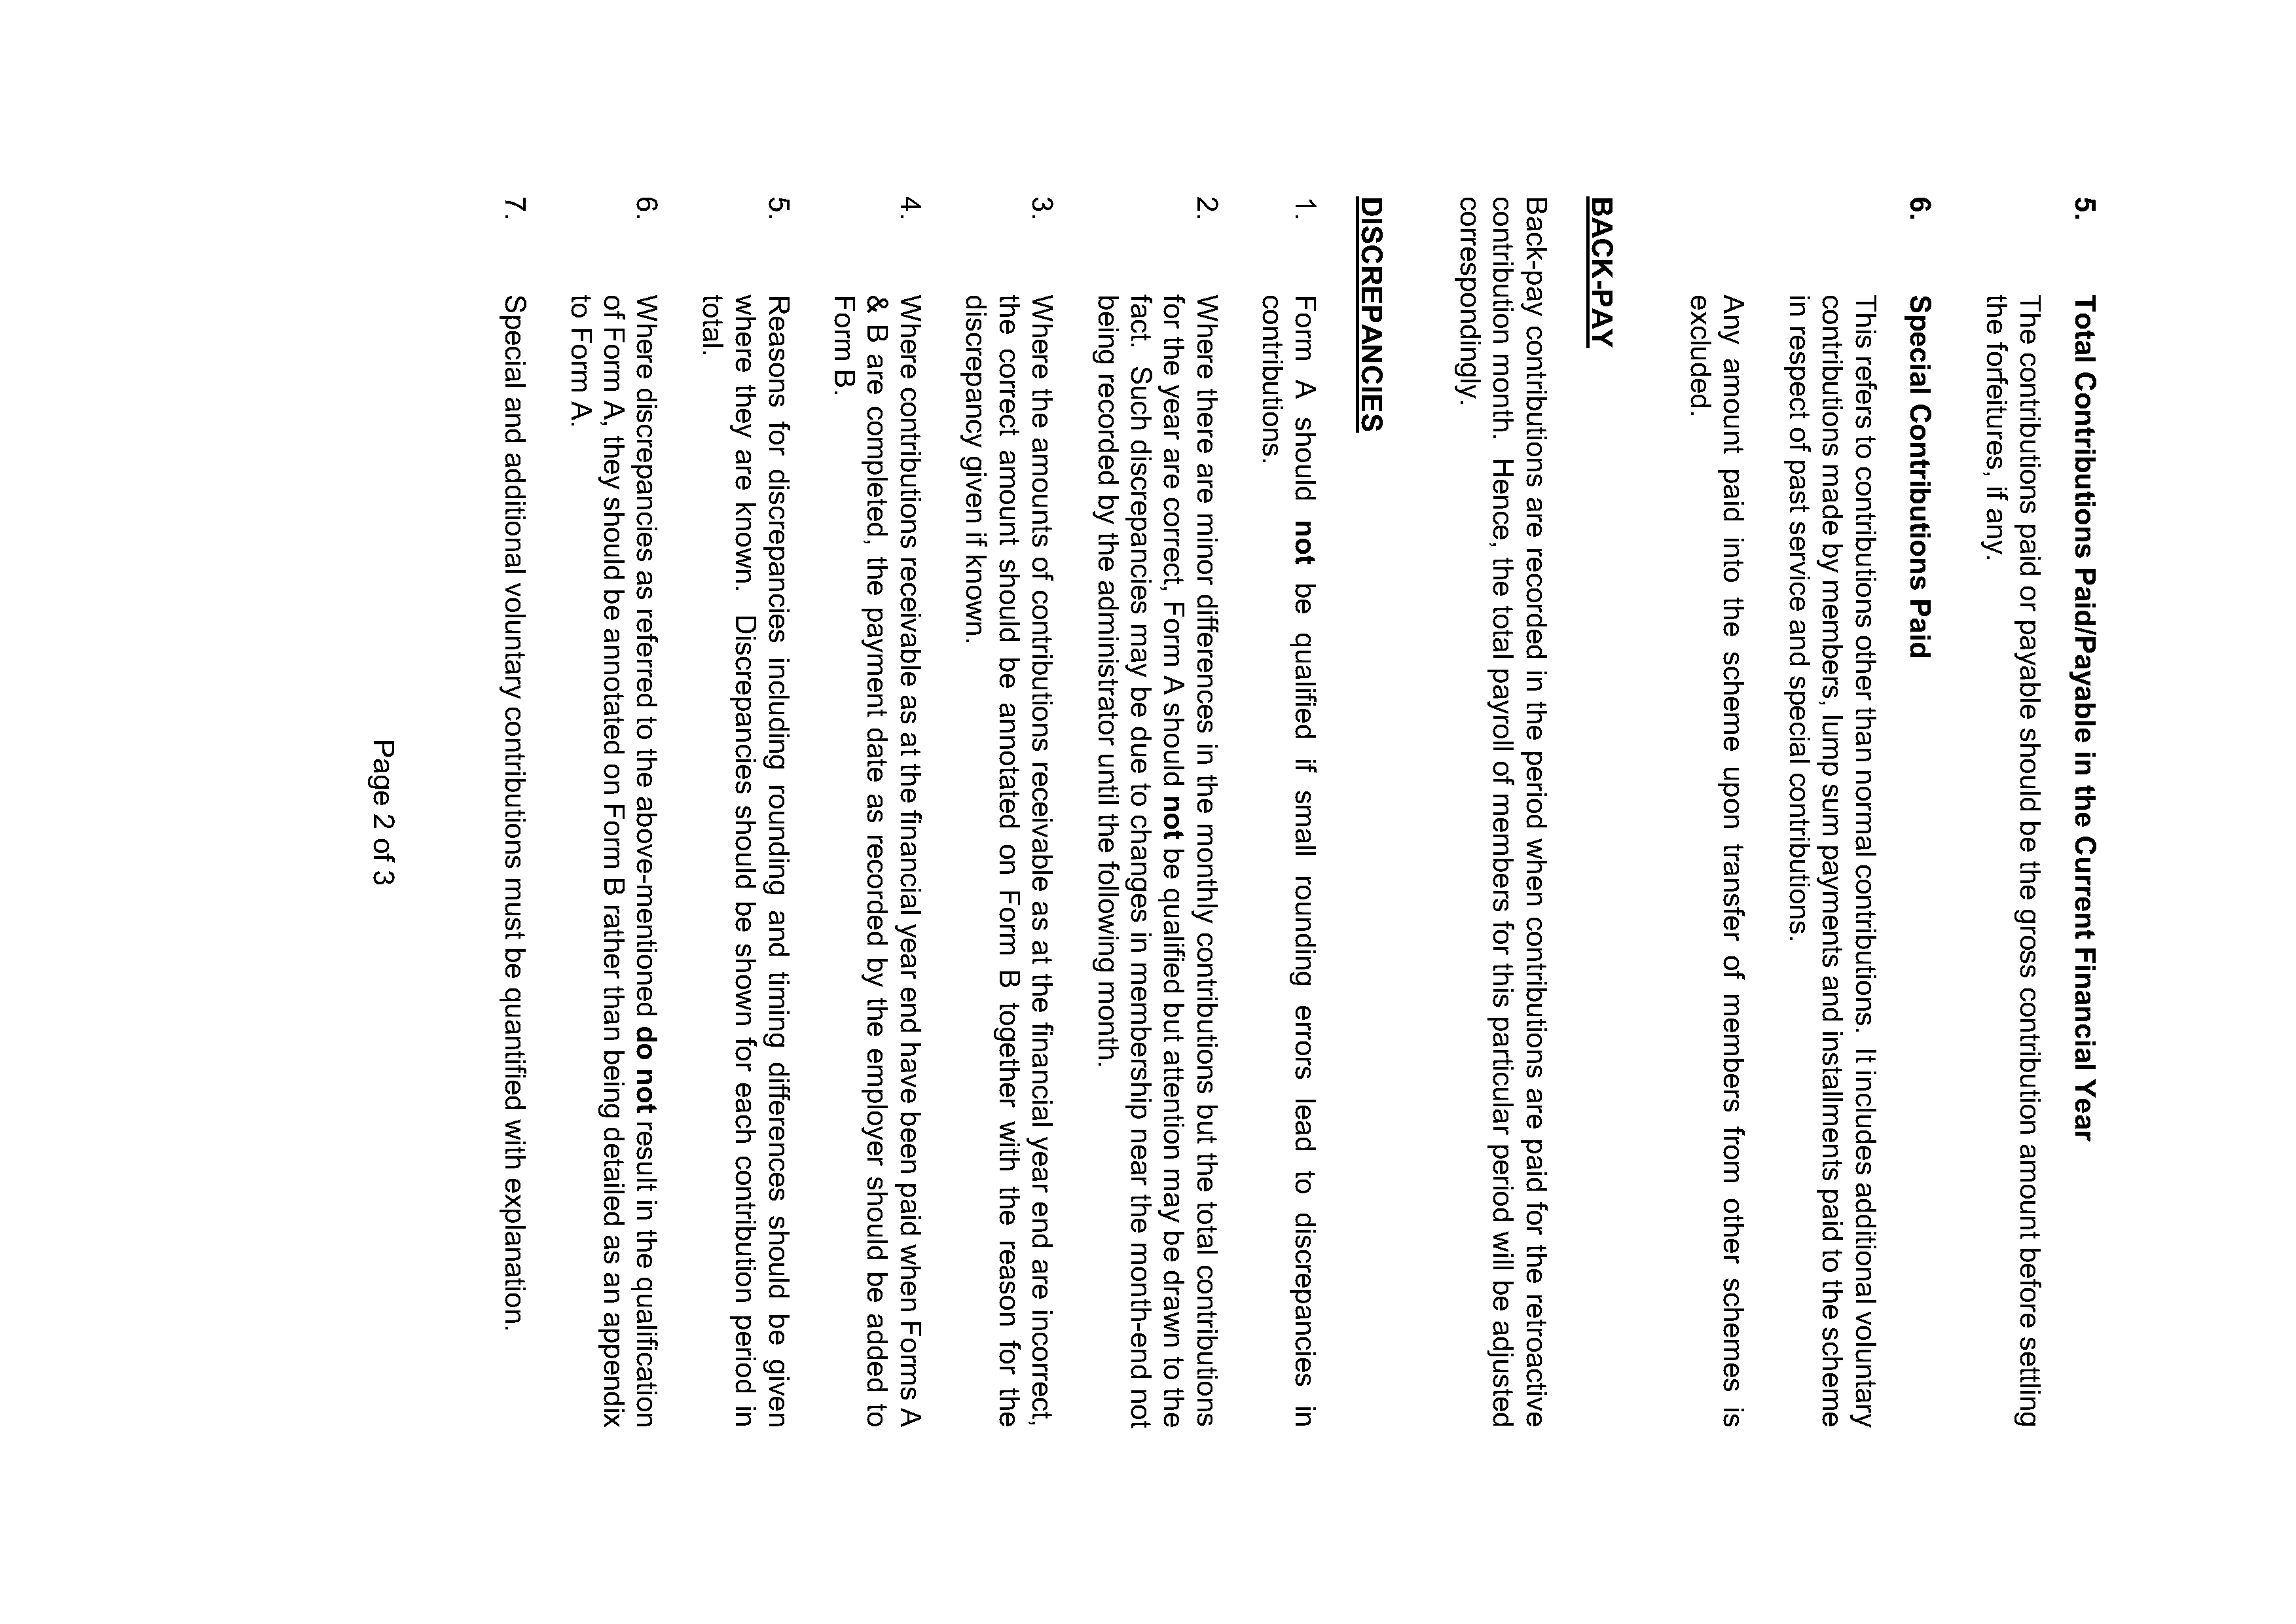 5. Total Contributions Paid/Payable in the Current Financial Year
The contributions paid or payable should be the gross contribution amount before settling
the forfeitures, if any.
6. Special Contributions Paid
This refers to contributions other than normal contributions. It includes additional voluntary
contributions made by members, lump sum payments and installments paid to the scheme
in respect of past service and special contributions.
Any amount paid into the scheme upon transfer of members from other schemes is
excluded.
BACK-PAY
Back-pay contributions are recorded in the period when contributions are paid for the retroactive
contribution month. Hence, the total payroll of members for this particular period will be adjusted
correspondingly.
DISCREPANCIES
1. Form A should not be qualified if small rounding errors lead to discrepancies in
contributions.
2. Where there are minor differences in the monthly contributions but the total contributions
for the year are correct, Form A should not be qualified but attention may be drawn to the
fact. Such discrepancies may be due to changes in membership near the month-end not
being recorded by the administrator until the following month.
3. Where the amounts of contributions receivable as at the financial year end are incorrect,
the correct amount should be annotated on Form B together with the reason for the
discrepancy given if known.
4. Where contributions receivable as at the financial year end have been paid when Forms A
& B are completed, the payment date as recorded by the employer should be added to
Form B.
5. Reasons for discrepancies including rounding and timing differences should be given
where they are known. Discrepancies should be shown for each contribution period in
total.
6. Where discrepancies as referred to the above-mentioned do not result in the qualification
of Form A, they should be annotated on Form B rather than being detailed as an appendix
to Form A.
7. Special and additional voluntary contributions must be quantified with explanation.
Page 2 of 3